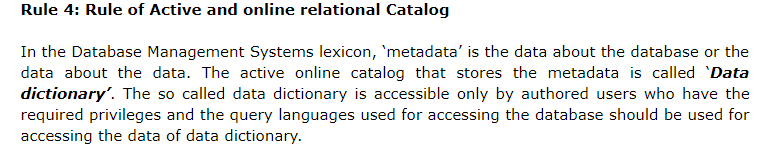 Rule 4: Rule of Active and online relational Catalog
In the Database Management Systems lexicon, ‘metadata’ is the data about the database or the
data about the data. The active online catalog that stores the metadata is called ‘Data
dictionary’. The so called data dictionary is accessible only by authored users who have the
required privileges and the query languages used for accessing the database should be used for
accessing the data of data dictionary.